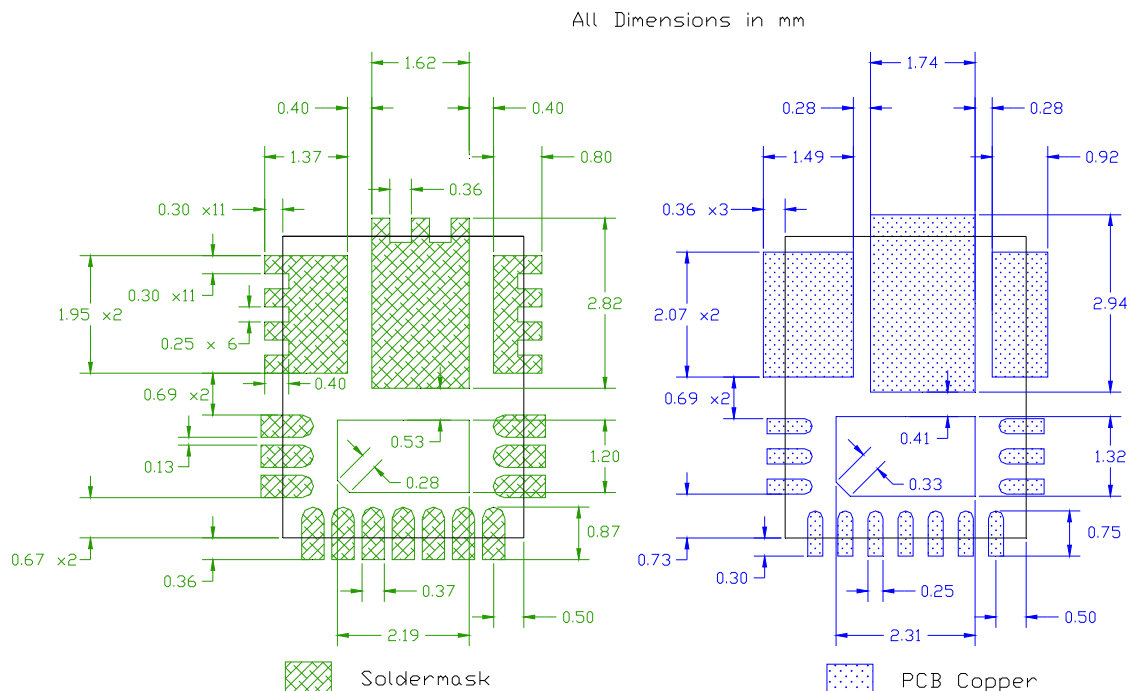 All Dimensions in mm
1.62
1.74
0.40
0.40
0.28
0.28
1.37
0.80
1.49
0.92
0.36
0.30 x11
0.36 x3
0.30 x11
1.95 x2
2.82
2.07 x2
2.94
0.25 x 6
0.40
0.69 x2
0.69 x2
0.53
0.41
0.13
1.20
1.32
0.28
0.33
0.87
0.75
0.67 x2
0.73
0.36
0.30
0.37
0.25
0.50
0.50
2.19
2.31
Soldermask
PCB Copper